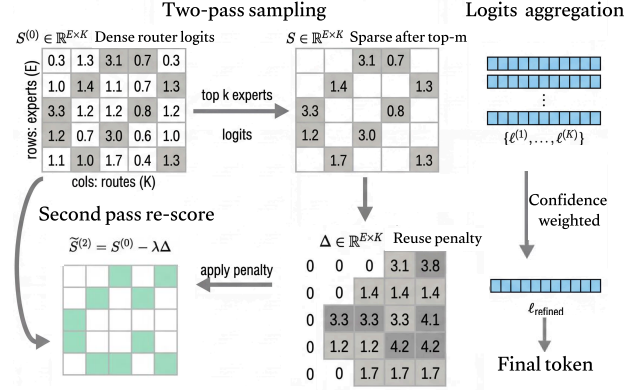 Two-pass sampling
Logits aggregation
S⁽⁰⁾ ∈ ℝᴱˣᴷ Dense router logits
S ∈ ℝᴱˣᴷ Sparse after top-m
rows: experts (E)
0.3 1.3 3.1 0.7 0.3
1.0 1.4 1.1 0.7 1.3
3.3 1.2 1.2 0.8 1.2
1.2 0.7 3.0 0.6 1.0
1.1 1.0 1.7 0.4 1.3
cols: routes (K)
top k experts
logits
3.1 0.7
1.4 1.3
3.3 0.8
1.2 3.0
1.7 1.3
⋮
{ℓ⁽¹⁾, …, ℓ⁽ᴷ⁾}
Confidence
weighted
Second pass re-score
S̃⁽²⁾ = S⁽⁰⁾ − λΔ
apply penalty
Δ ∈ ℝᴱˣᴷ Reuse penalty
0 0 0 3.1 3.8
0 0 1.4 1.4 1.4
0 3.3 3.3 3.3 4.1
0 1.2 1.2 4.2 4.2
0 0 1.7 1.7 1.7
ℓrefined
Final token